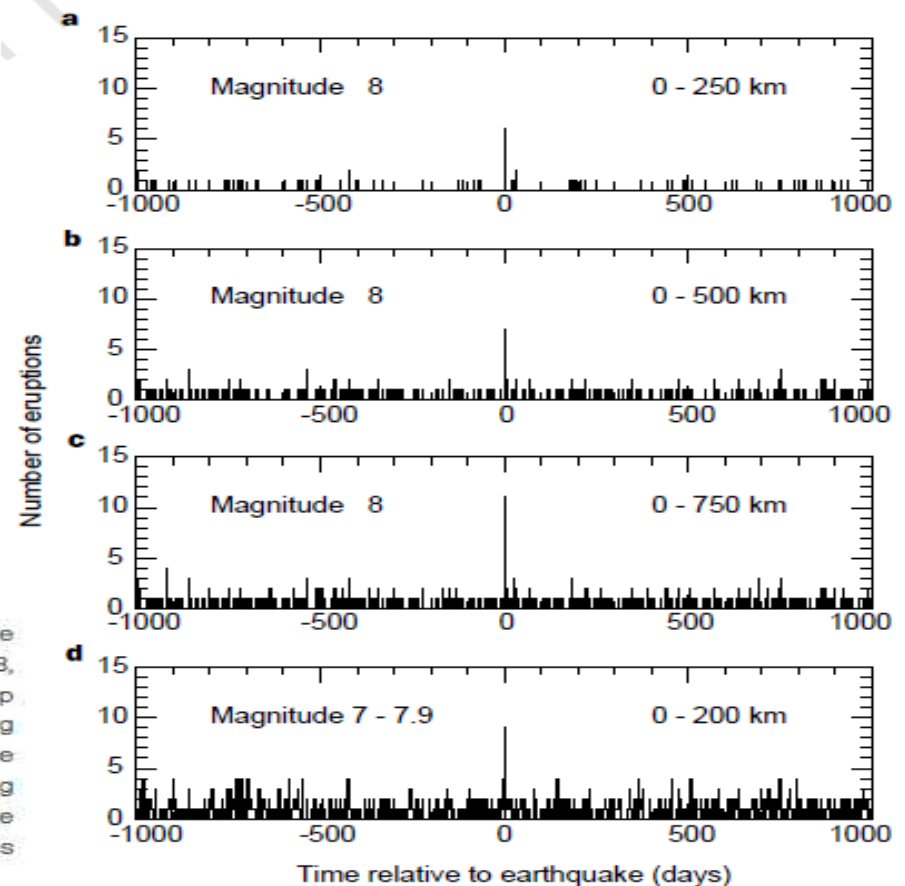 a
15
10
5
0
Magnitude 8
0 - 250 km
-1000 -500 0 500 1000
b
15
10
5
0
Magnitude 8
0 - 500 km
-1000 -500 0 500 1000
Number of eruptions
c
15
10
5
0
Magnitude 8
0 - 750 km
-1000 -500 0 500 1000
d
15
10
5
0
Magnitude 7 - 7.9
0 - 200 km
-1000 -500 0 500 1000
Time relative to earthquake (days)
e
p
g
e
g
e
s